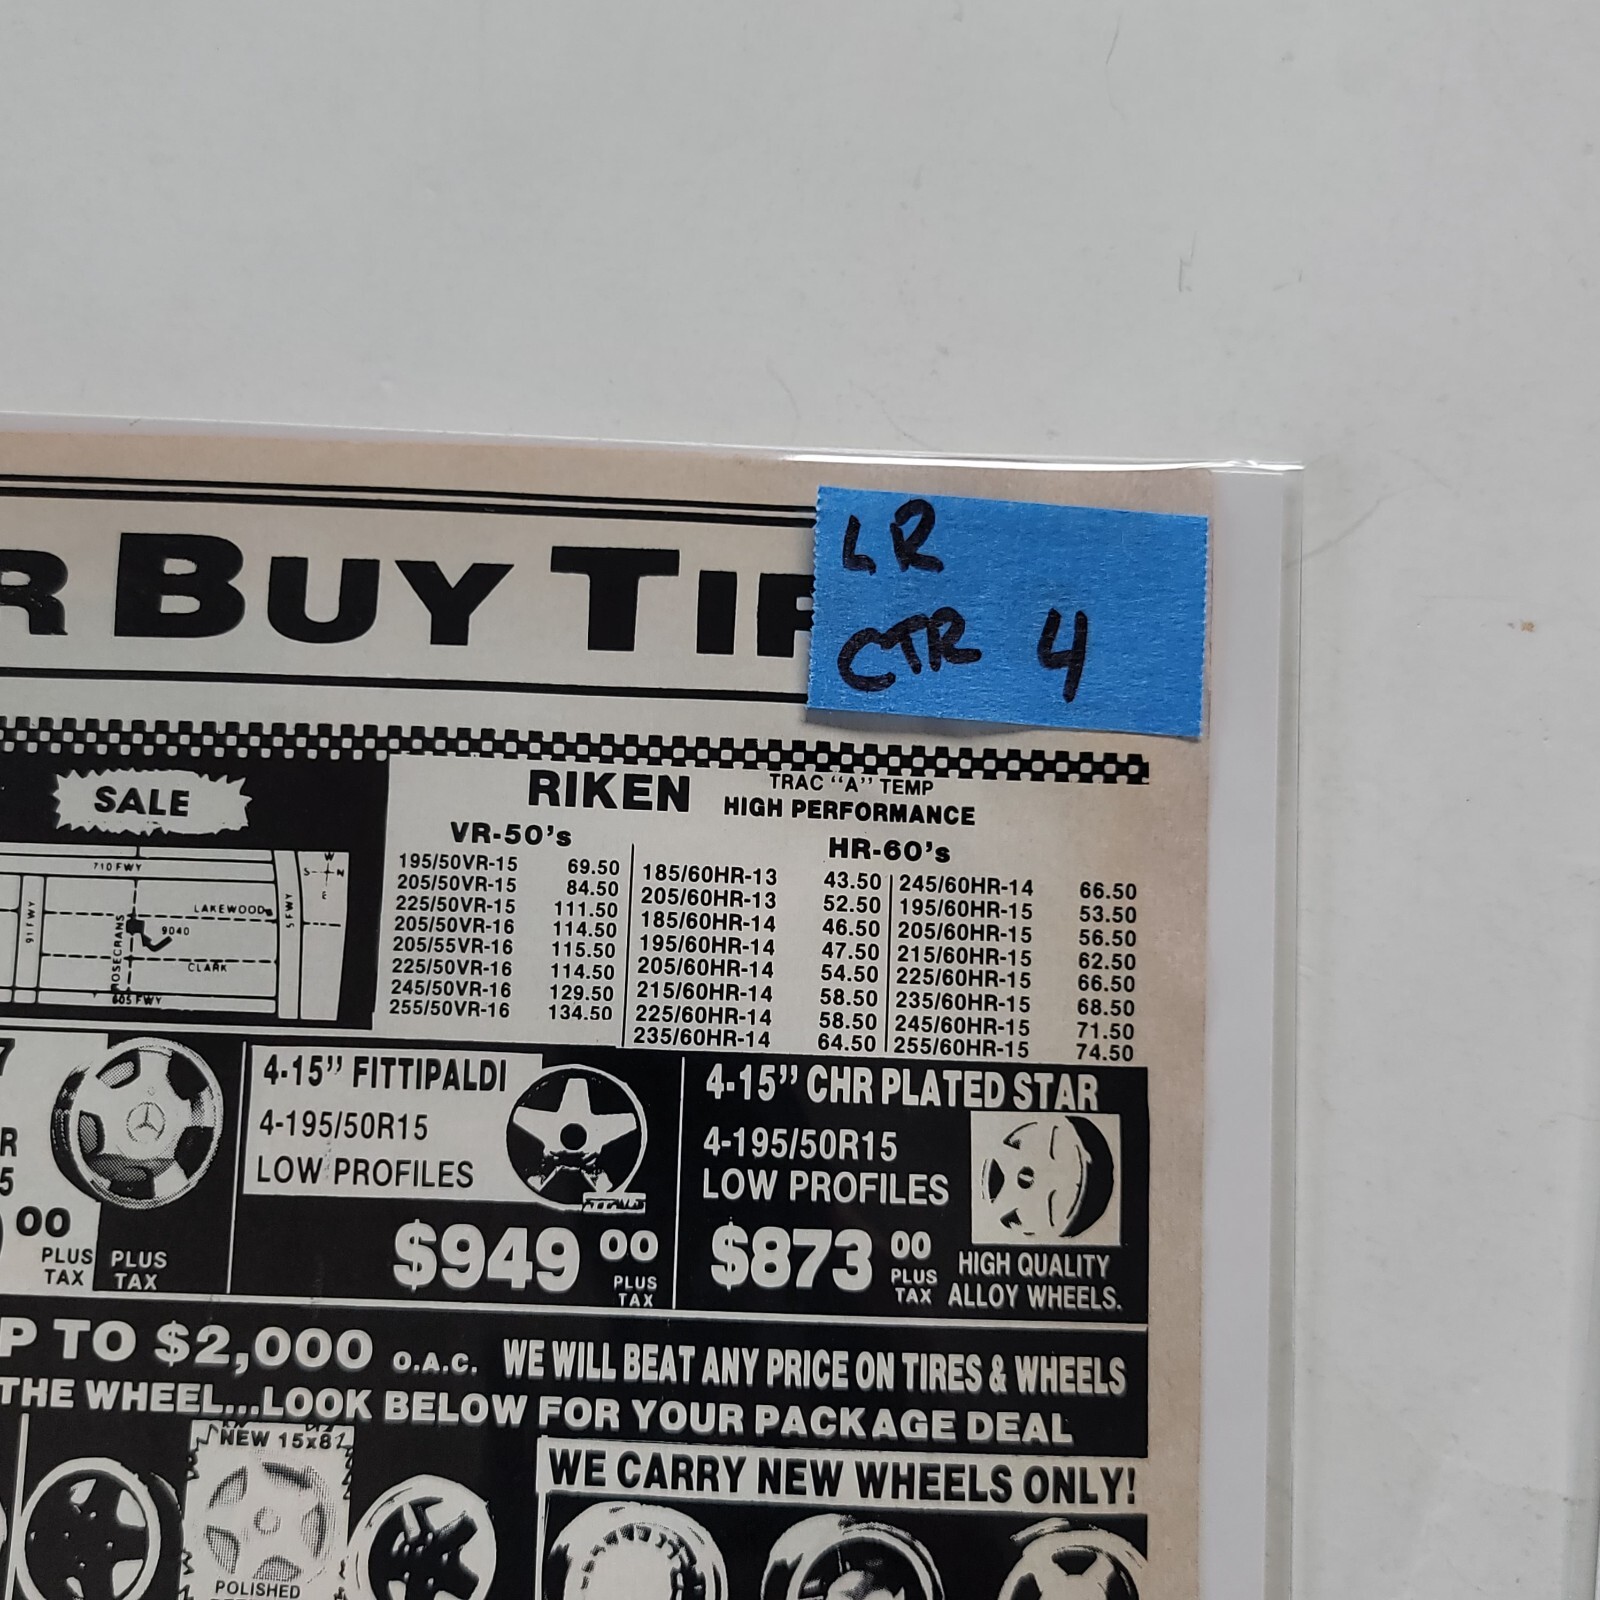 LR
CTR 4
R BUY TIR
SALE
710 FWY
W
S N
E
LAKEWOOD
5 FWY
91 FWY
ROSECRANS
9040
CLARK
605 FWY
RIKEN TRAC "A" TEMP
HIGH PERFORMANCE
VR-50's
195/50VR-15 69.50
205/50VR-15 84.50
225/50VR-15 111.50
205/50VR-16 114.50
205/55VR-16 115.50
225/50VR-16 114.50
245/50VR-16 129.50
255/50VR-16 134.50
HR-60's
185/60HR-13 43.50
205/60HR-13 52.50
185/60HR-14 46.50
195/60HR-14 47.50
205/60HR-14 54.50
215/60HR-14 58.50
225/60HR-14 58.50
235/60HR-14 64.50
245/60HR-14 66.50
195/60HR-15 53.50
205/60HR-15 56.50
215/60HR-15 62.50
225/60HR-15 66.50
235/60HR-15 68.50
245/60HR-15 71.50
255/60HR-15 74.50
7
R
5
00
PLUS
TAX
PLUS
TAX
4-15" FITTIPALDI
4-195/50R15
LOW PROFILES
$949 00
PLUS
TAX
4-15" CHR PLATED STAR
4-195/50R15
LOW PROFILES
$873 00
PLUS
TAX
HIGH QUALITY
ALLOY WHEELS.
P TO $2,000 O.A.C. WE WILL BEAT ANY PRICE ON TIRES & WHEELS
THE WHEEL...LOOK BELOW FOR YOUR PACKAGE DEAL
NEW 15x8
POLISHED
WE CARRY NEW WHEELS ONLY!